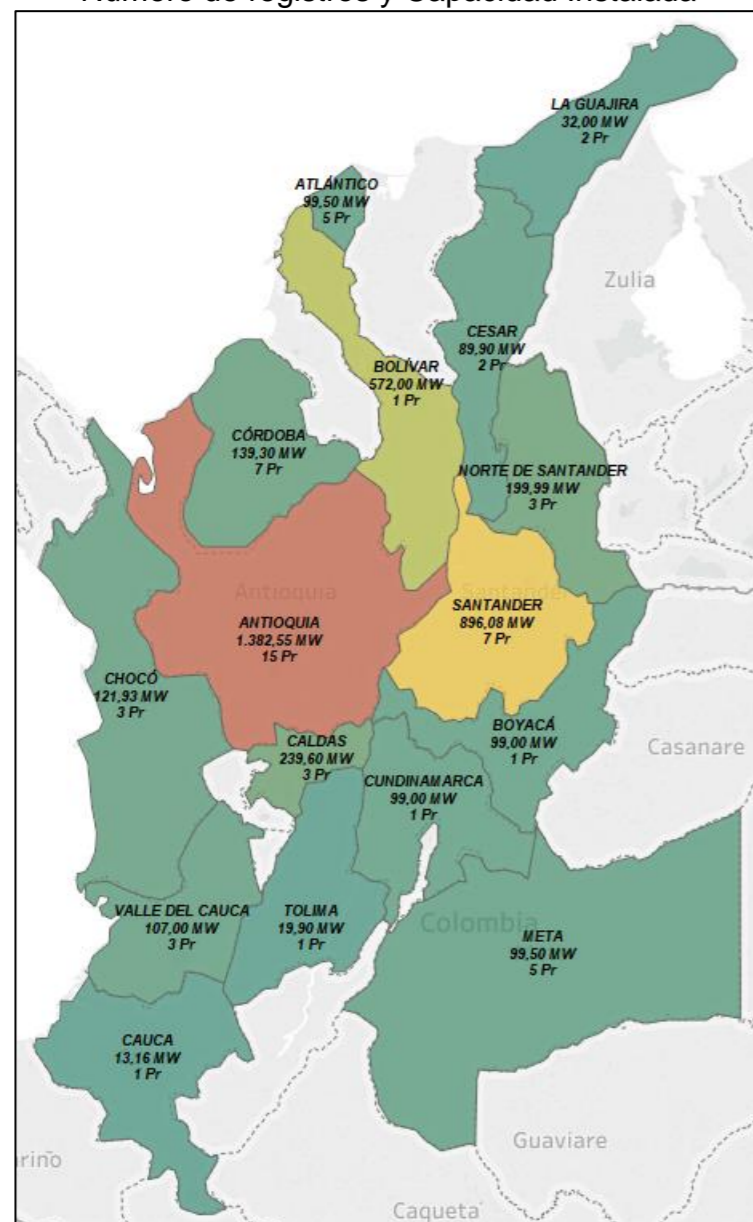 Número de registros y Capacidad Instalada
LA GUAJIRA
32,00 MW
2 Pr
ATLÁNTICO
99,50 MW
5 Pr
Zulia
CESAR
89,90 MW
2 Pr
BOLÍVAR
572,00 MW
1 Pr
CÓRDOBA
139,30 MW
7 Pr
NORTE DE SANTANDER
199,99 MW
3 Pr
Antioquia
Santander
SANTANDER
896,08 MW
7 Pr
ANTIOQUIA
1.382,55 MW
15 Pr
CHOCÓ
121,93 MW
3 Pr
BOYACÁ
99,00 MW
1 Pr
Casanare
CALDAS
239,60 MW
3 Pr
CUNDINAMARCA
99,00 MW
1 Pr
VALLE DEL CAUCA
107,00 MW
3 Pr
TOLIMA
19,90 MW
1 Pr
Colombia
META
99,50 MW
5 Pr
CAUCA
13,16 MW
1 Pr
Guaviare
riño
Caquetá